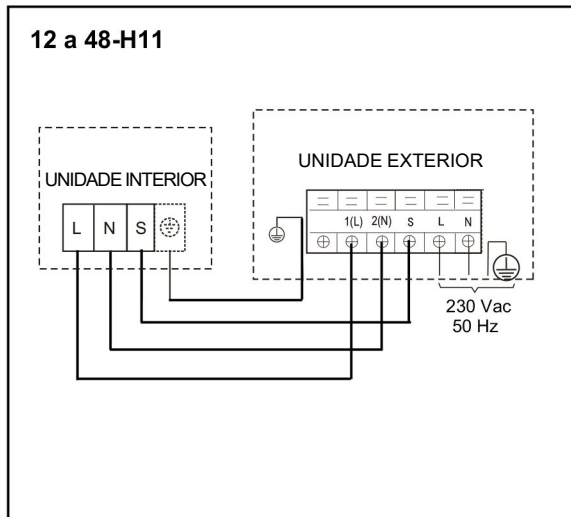 12 a 48-H11
UNIDADE INTERIOR
L N S
UNIDADE EXTERIOR
1(L) 2(N) S L N
230 Vac
50 Hz